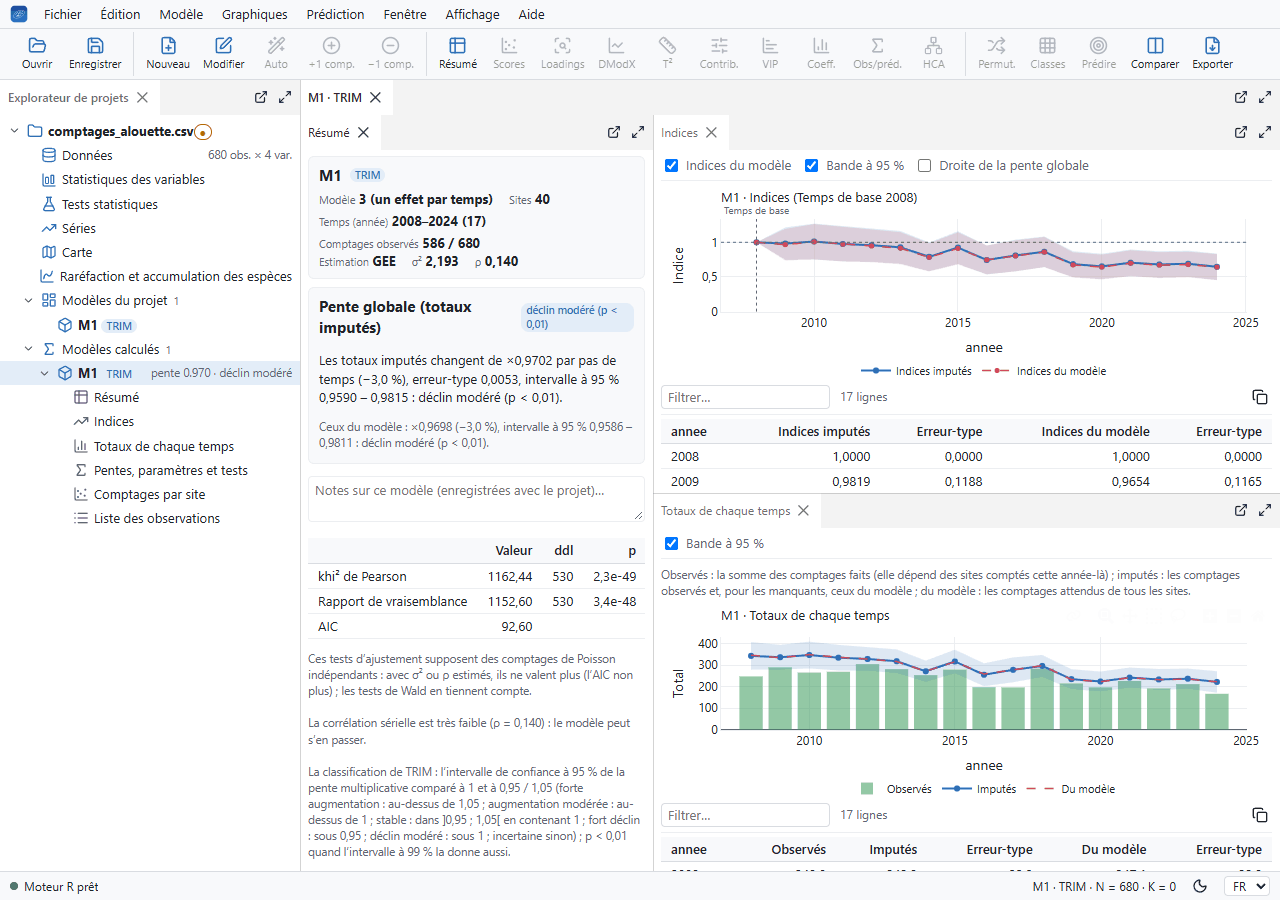 Fichier Édition Modèle Graphiques Prédiction Fenêtre Affichage Aide
Ouvrir Enregistrer Nouveau Modifier Auto +1 comp. −1 comp. Résumé Scores Loadings DModX T² Contrib. VIP Coeff. Obs/préd. HCA Permut. Classes Prédire Comparer Exporter
Explorateur de projets
comptages_alouette.csv
Données 680 obs. × 4 var.
Statistiques des variables
Tests statistiques
Séries
Carte
Raréfaction et accumulation des espèces
Modèles du projet 1
M1 TRIM
Modèles calculés 1
M1 TRIM pente 0.970 · déclin modéré
Résumé
Indices
Totaux de chaque temps
Pentes, paramètres et tests
Comptages par site
Liste des observations
M1 · TRIM
Résumé
M1 TRIM
Modèle 3 (un effet par temps) Sites 40
Temps (année) 2008–2024 (17)
Comptages observés 586 / 680
Estimation GEE σ² 2,193 ρ 0,140
Pente globale (totaux imputés)
déclin modéré (p < 0,01)
Les totaux imputés changent de ×0,9702 par pas de
temps (−3,0 %), erreur-type 0,0053, intervalle à 95 %
0,9590 – 0,9815 : déclin modéré (p < 0,01).
Ceux du modèle : ×0,9698 (−3,0 %), intervalle à 95 % 0,9586 –
0,9811 : déclin modéré (p < 0,01).
Notes sur ce modèle (enregistrées avec le projet)…
Valeur ddl p
khi² de Pearson 1162,44 530 2,3e-49
Rapport de vraisemblance 1152,60 530 3,4e-48
AIC 92,60
Ces tests d’ajustement supposent des comptages de Poisson
indépendants : avec σ² ou ρ estimés, ils ne valent plus (l’AIC non
plus) ; les tests de Wald en tiennent compte.
La corrélation sérielle est très faible (ρ = 0,140) : le modèle peut
s’en passer.
La classification de TRIM : l’intervalle de confiance à 95 % de la
pente multiplicative comparé à 1 et à 0,95 / 1,05 (forte
augmentation : au-dessus de 1,05 ; augmentation modérée : au-
dessus de 1 ; stable : dans ]0,95 ; 1,05[ en contenant 1 ; fort déclin
: sous 0,95 ; déclin modéré : sous 1 ; incertaine sinon) ; p < 0,01
quand l’intervalle à 99 % la donne aussi.
Indices
Indices du modèle Bande à 95 % Droite de la pente globale
M1 · Indices (Temps de base 2008)
Temps de base
Indice
1
0,5
0
2010 2015 2020 2025
annee
Indices imputés Indices du modèle
Filtrer… 17 lignes
annee Indices imputés Erreur-type Indices du modèle Erreur-type
2008 1,0000 0,0000 1,0000 0,0000
2009 0,9819 0,1188 0,9654 0,1165
Totaux de chaque temps
Bande à 95 %
Observés : la somme des comptages faits (elle dépend des sites comptés cette année-là) ; imputés : les comptages
observés et, pour les manquants, ceux du modèle ; du modèle : les comptages attendus de tous les sites.
M1 · Totaux de chaque temps
Total
400
300
200
100
0
2010 2015 2020 2025
annee
Observés Imputés Du modèle
Filtrer… 17 lignes
annee Observés Imputés Erreur-type Du modèle Erreur-type
Moteur R prêt
M1 · TRIM · N = 680 · K = 0 FR